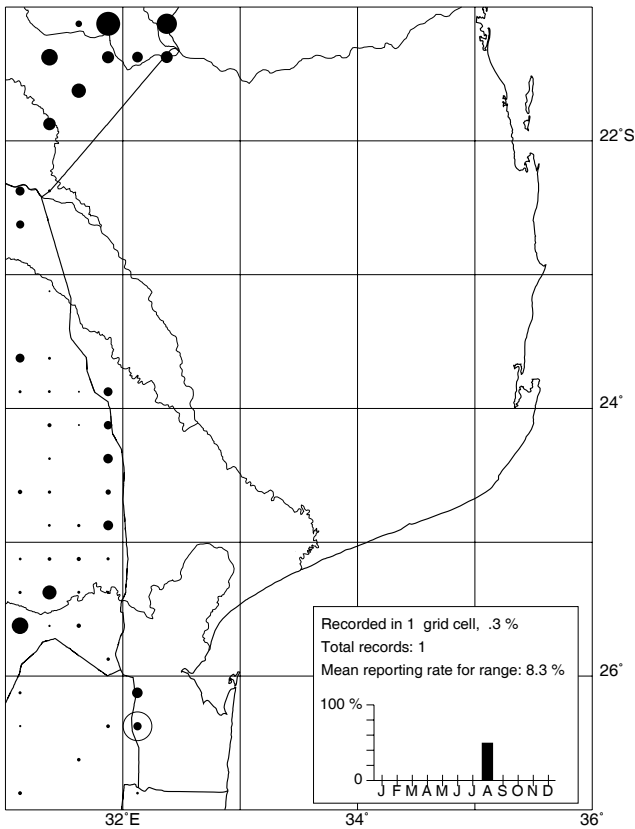 22˚S
24˚
26˚
Recorded in 1 grid cell, .3 %
Total records: 1
Mean reporting rate for range: 8.3 %
100 %
0
J F M A M J J A S O N D
32˚E
34˚
36˚